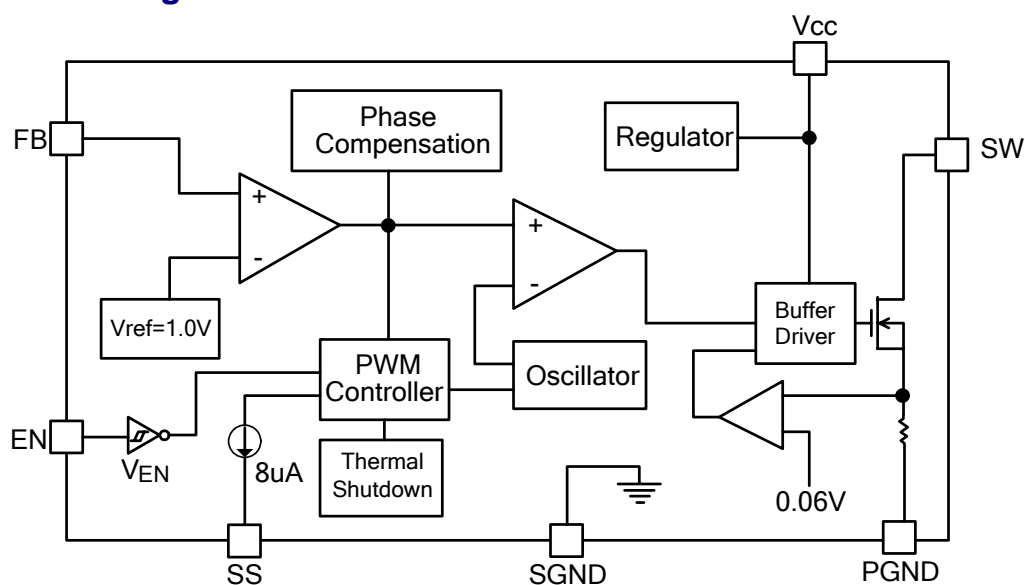 Vcc
FB
Phase
Compensation
Regulator
SW
+
-
+
-
Vref=1.0V
Buffer
Driver
PWM
Controller
Oscillator
EN
VEN
8uA
Thermal
Shutdown
0.06V
SS
SGND
PGND